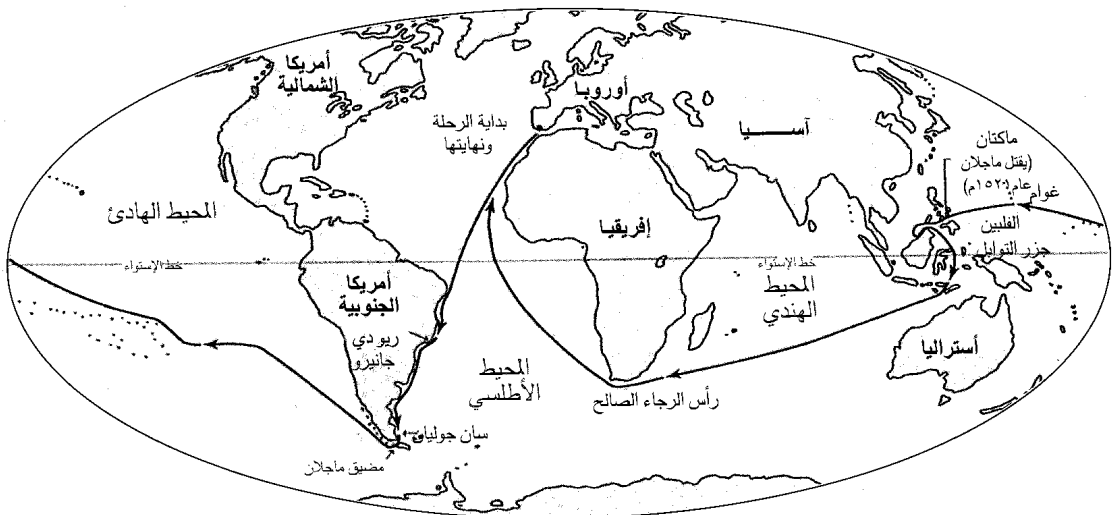 أمريكا
الشمالية
أوروبا
آسيا
بداية الرحلة
ونهايتها
ماكتان
(يقتل ماجلان
عام ١٥٢٠م)
غوام
المحيط الهادئ
إفريقيا
الفلبين
جزر التوابل
خط الإستواء
خط الإستواء
أمريكا
الجنوبية
المحيط
الهندي
ريو دي
جانيرو
أستراليا
المحيط
الأطلسي
رأس الرجاء الصالح
سان جوليان
مضيق ماجلان